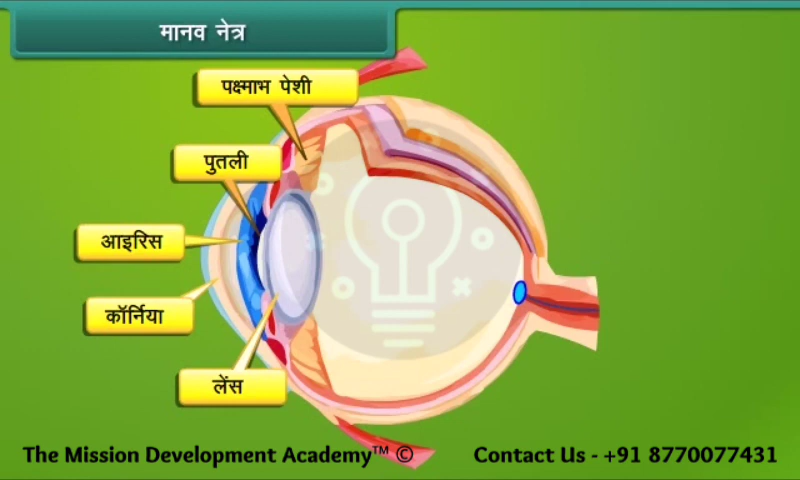 मानव नेत्र
पक्ष्माभ पेशी
पुतली
आइरिस
कॉर्निया
लेंस
The Mission Development Academy™ ©
Contact Us - +91 8770077431